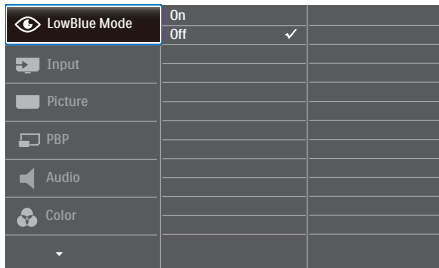 LowBlue Mode
On
Off
Input
Picture
PBP
Audio
Color